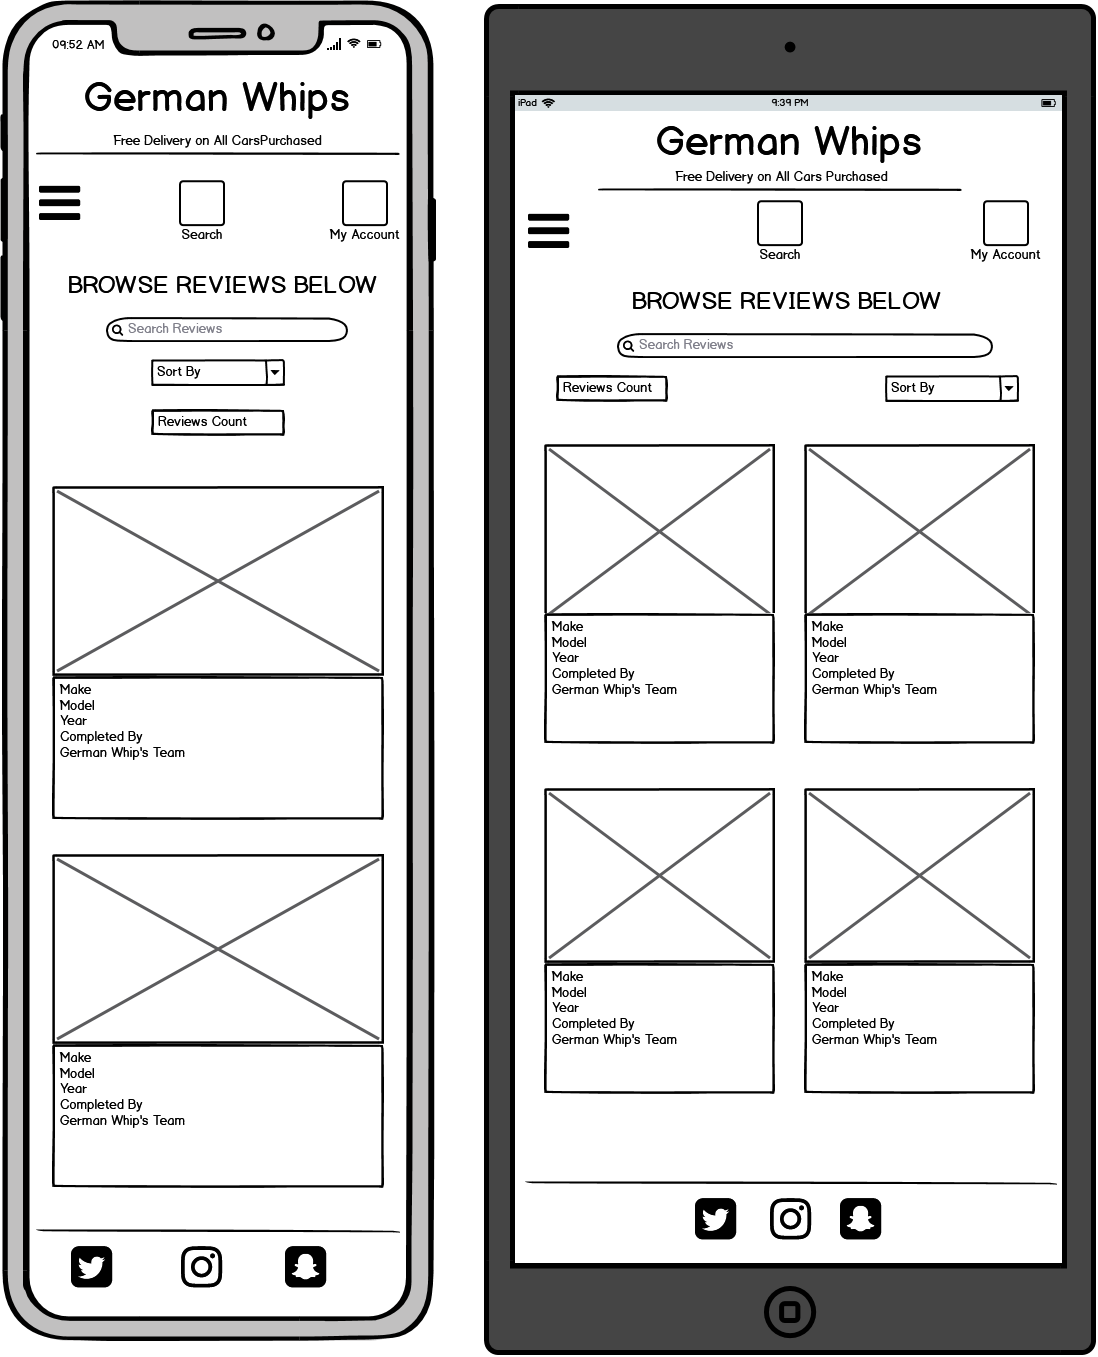 09:52 AM
German Whips
Free Delivery on All CarsPurchased
Search
My Account
BROWSE REVIEWS BELOW
Search Reviews
Sort By
Reviews Count
Make
Model
Year
Completed By
German Whip's Team
Make
Model
Year
Completed By
German Whip's Team
iPad
9:39 PM
German Whips
Free Delivery on All Cars Purchased
Search
My Account
BROWSE REVIEWS BELOW
Search Reviews
Reviews Count
Sort By
Make
Model
Year
Completed By
German Whip's Team
Make
Model
Year
Completed By
German Whip's Team
Make
Model
Year
Completed By
German Whip's Team
Make
Model
Year
Completed By
German Whip's Team